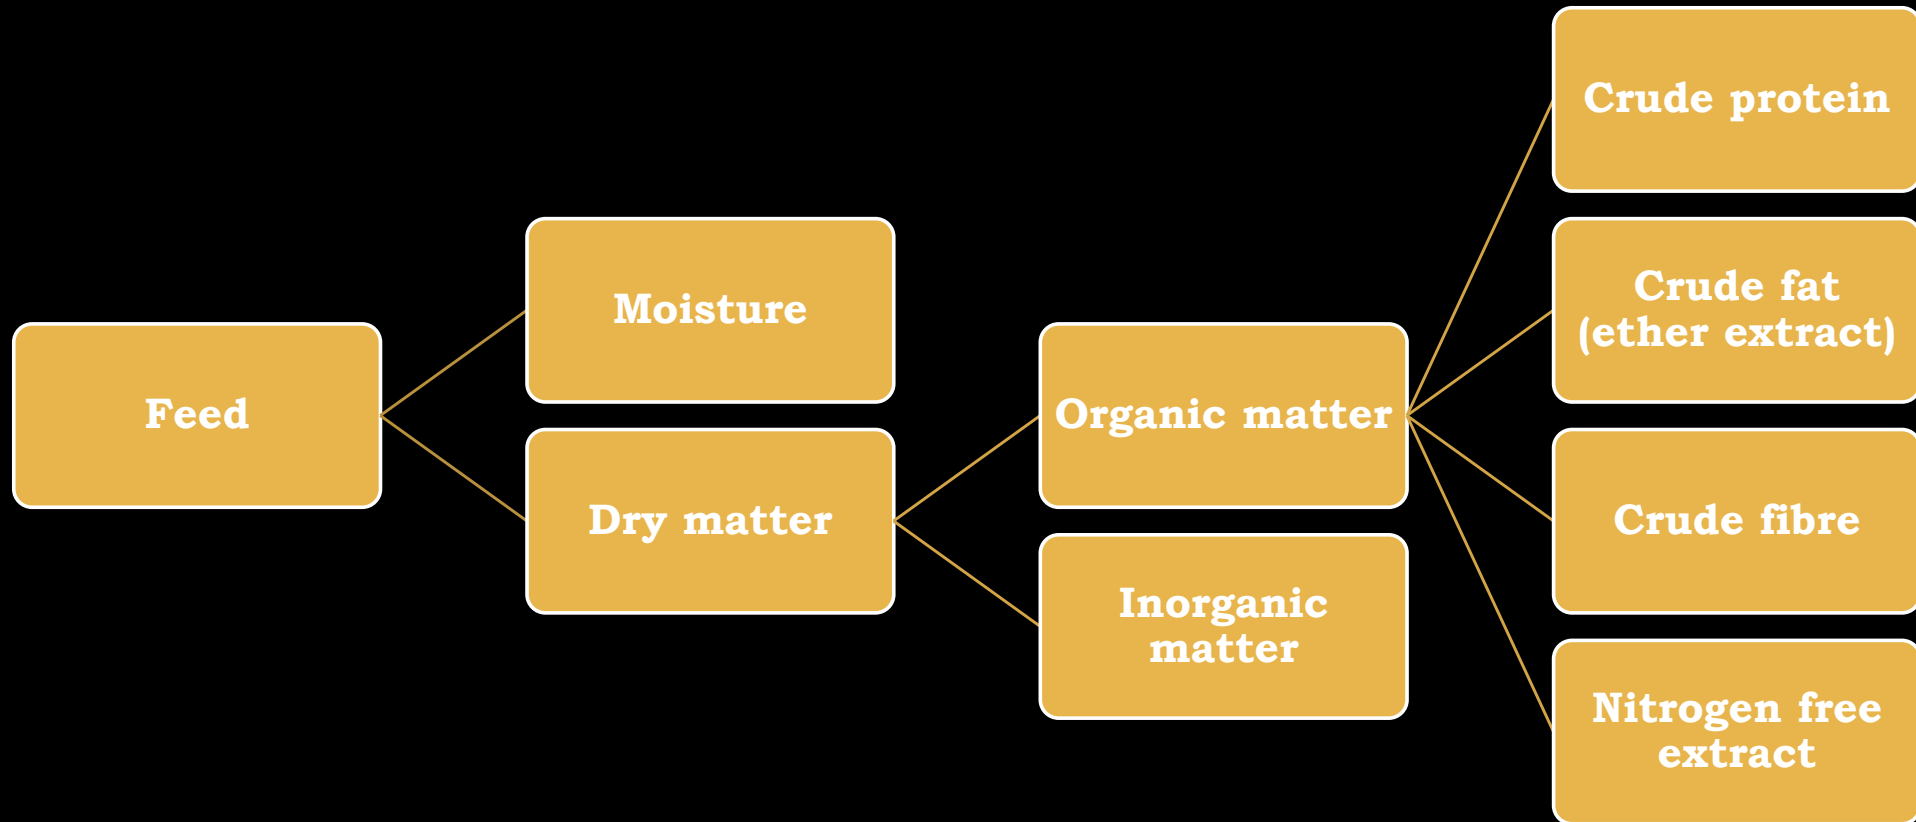 Feed
Moisture
Dry matter
Organic matter
Inorganic
matter
Crude protein
Crude fat
(ether extract)
Crude fibre
Nitrogen free
extract